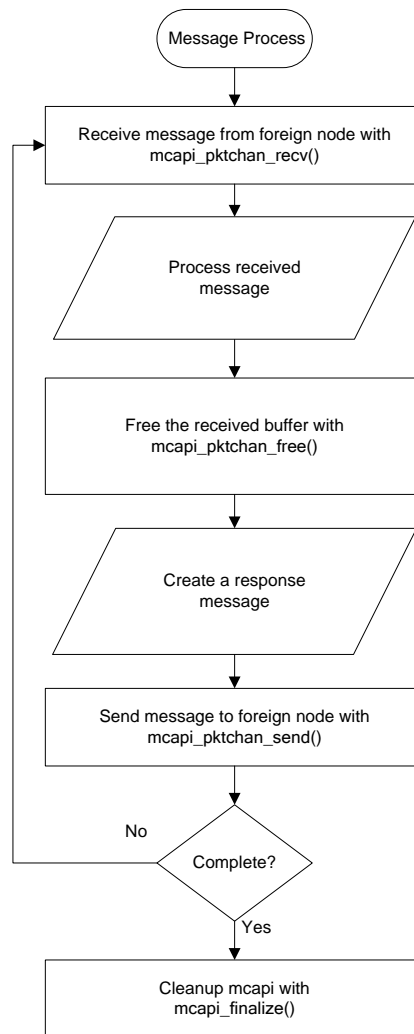 Message Process
Receive message from foreign node with
mcapi_pktchan_recv()
Process received
message
Free the received buffer with
mcapi_pktchan_free()
Create a response
message
Send message to foreign node with
mcapi_pktchan_send()
No
Complete?
Yes
Cleanup mcapi with
mcapi_finalize()